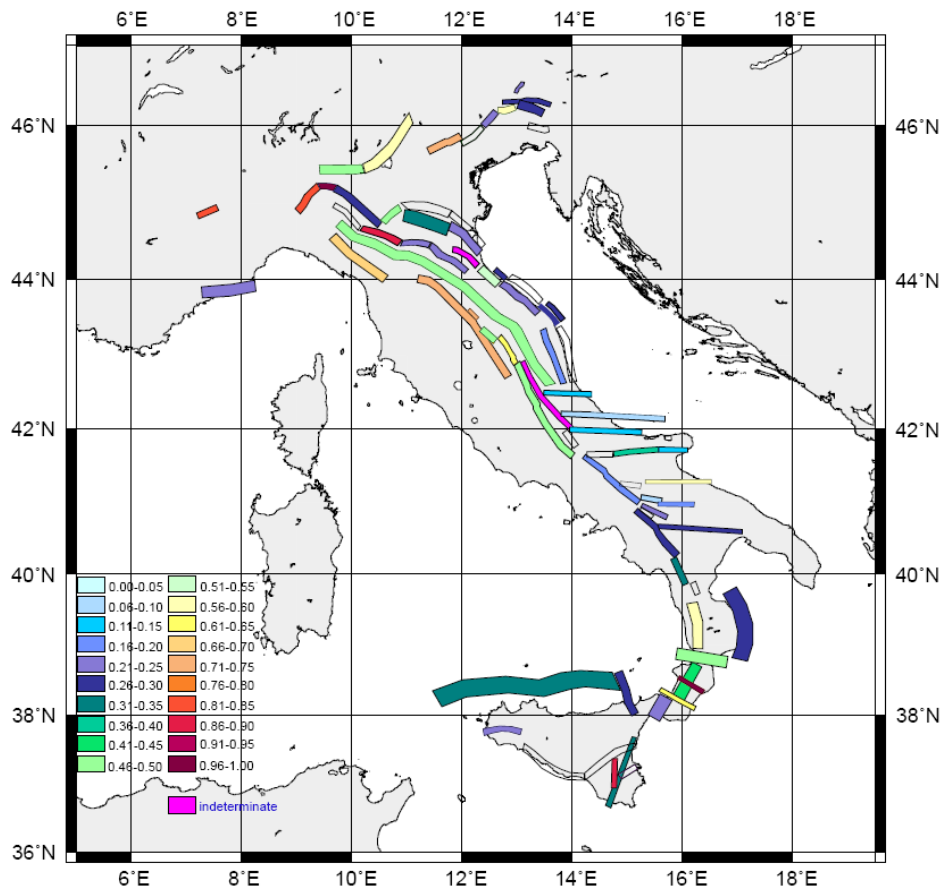 6°E 8°E 10°E 12°E 14°E 16°E 18°E
46°N 46°N
44°N 44°N
42°N 42°N
40°N 40°N
0.00-0.05 0.51-0.55
0.06-0.10 0.56-0.60
0.11-0.15 0.61-0.65
0.16-0.20 0.66-0.70
0.21-0.25 0.71-0.75
0.26-0.30 0.76-0.80
0.31-0.35 0.81-0.85
0.36-0.40 0.86-0.90
0.41-0.45 0.91-0.95
0.46-0.50 0.96-1.00
38°N 38°N
indeterminate
36°N 36°N
6°E 8°E 10°E 12°E 14°E 16°E 18°E